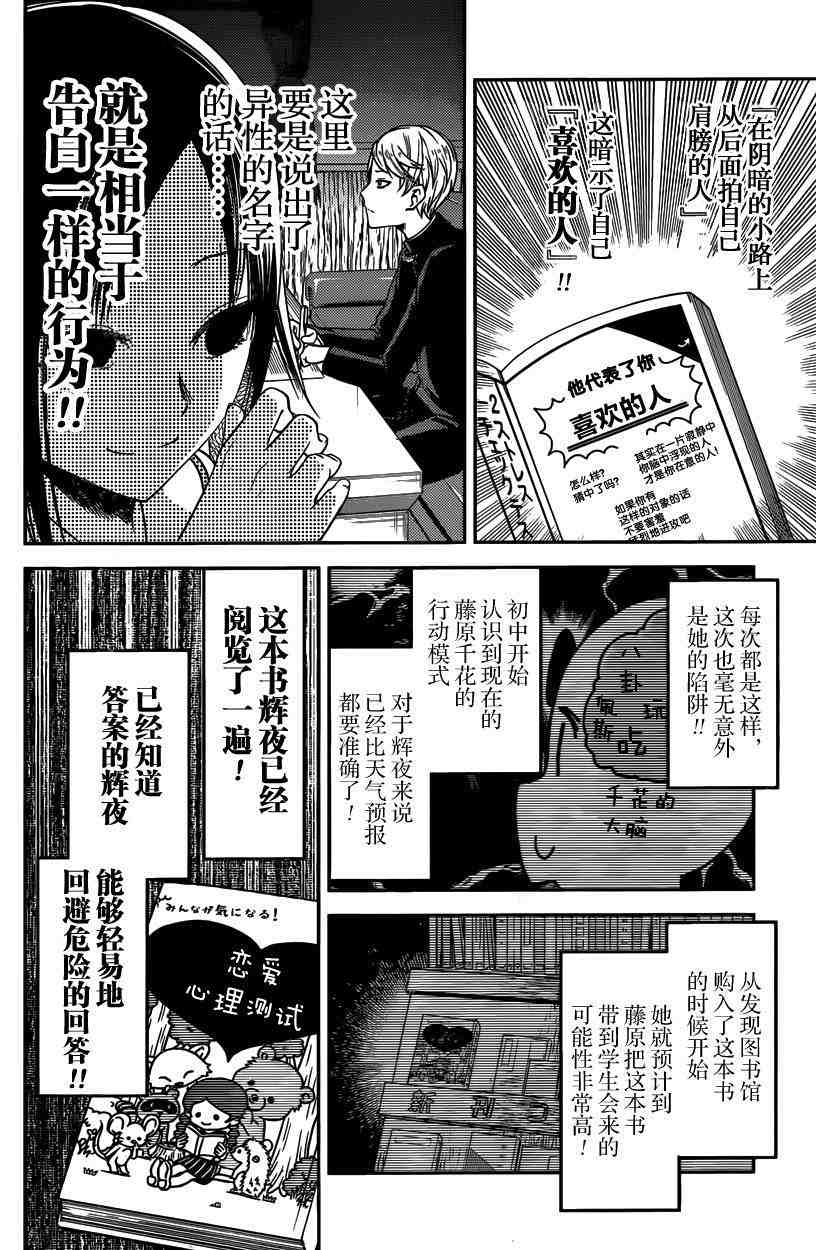 『在阴暗的小路上
从后面拍自己
肩膀的人』
这暗示了自己
『喜欢的人』!!
他代表了你
喜欢的人
怎么样?
猜中了吗?
其实在一片寂静中
你脑中浮现的人
才是你在意的人!
如果你有
这样的对象的话
不要害羞
猛烈地进攻吧
这里
要是说出了
异性的名字
的话……
就是相当于
告白一样的行为!!
每次都是这样,
这次也毫无意外
是她的陷阱!!
八卦
玩
佩斯
吃
千花的
大脑
初中开始
认识到现在的
藤原千花的
行动模式
对于辉夜来说
已经比天气预报
都要准确了!
从发现图书馆
购入了这本书
的时候开始
她就预计到
藤原把这本书
带到学生会来的
可能性非常高!
新刊
这本书辉夜已经
阅览了一遍!
已经知道
答案的辉夜
能够轻易地
回避危险的回答!!
みんなが気になる!
恋爱
心理测试